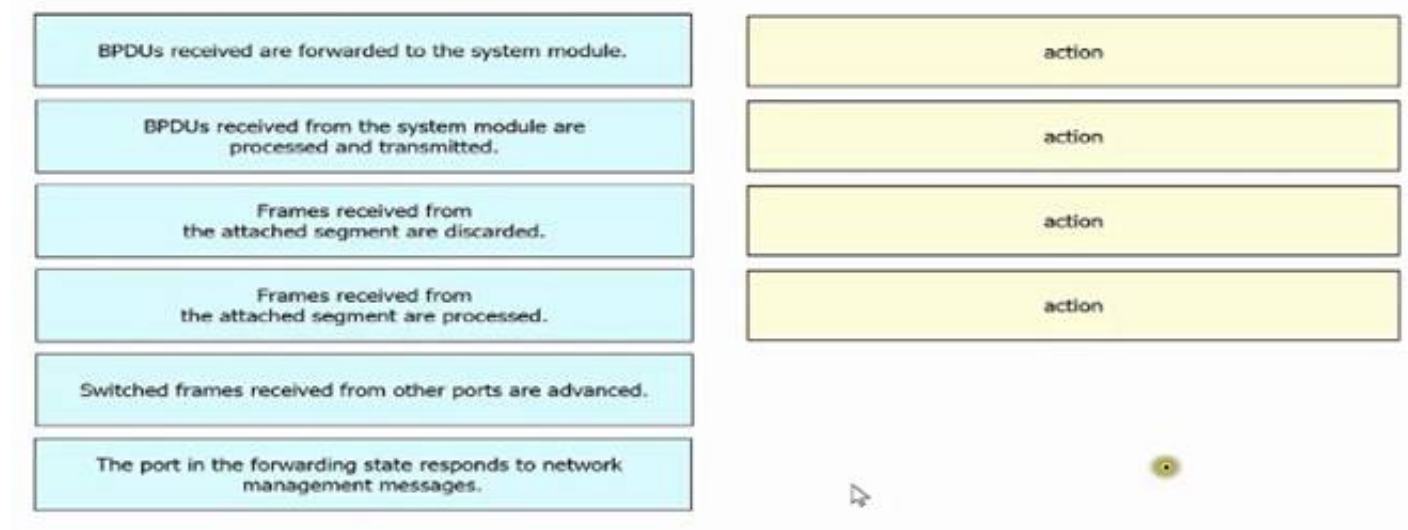 BPDUs received are forwarded to the system module.
action
BPDUs received from the system module are
processed and transmitted.
action
Frames received from
the attached segment are discarded.
action
Frames received from
the attached segment are processed.
action
Switched frames received from other ports are advanced.
The port in the forwarding state responds to network
management messages.